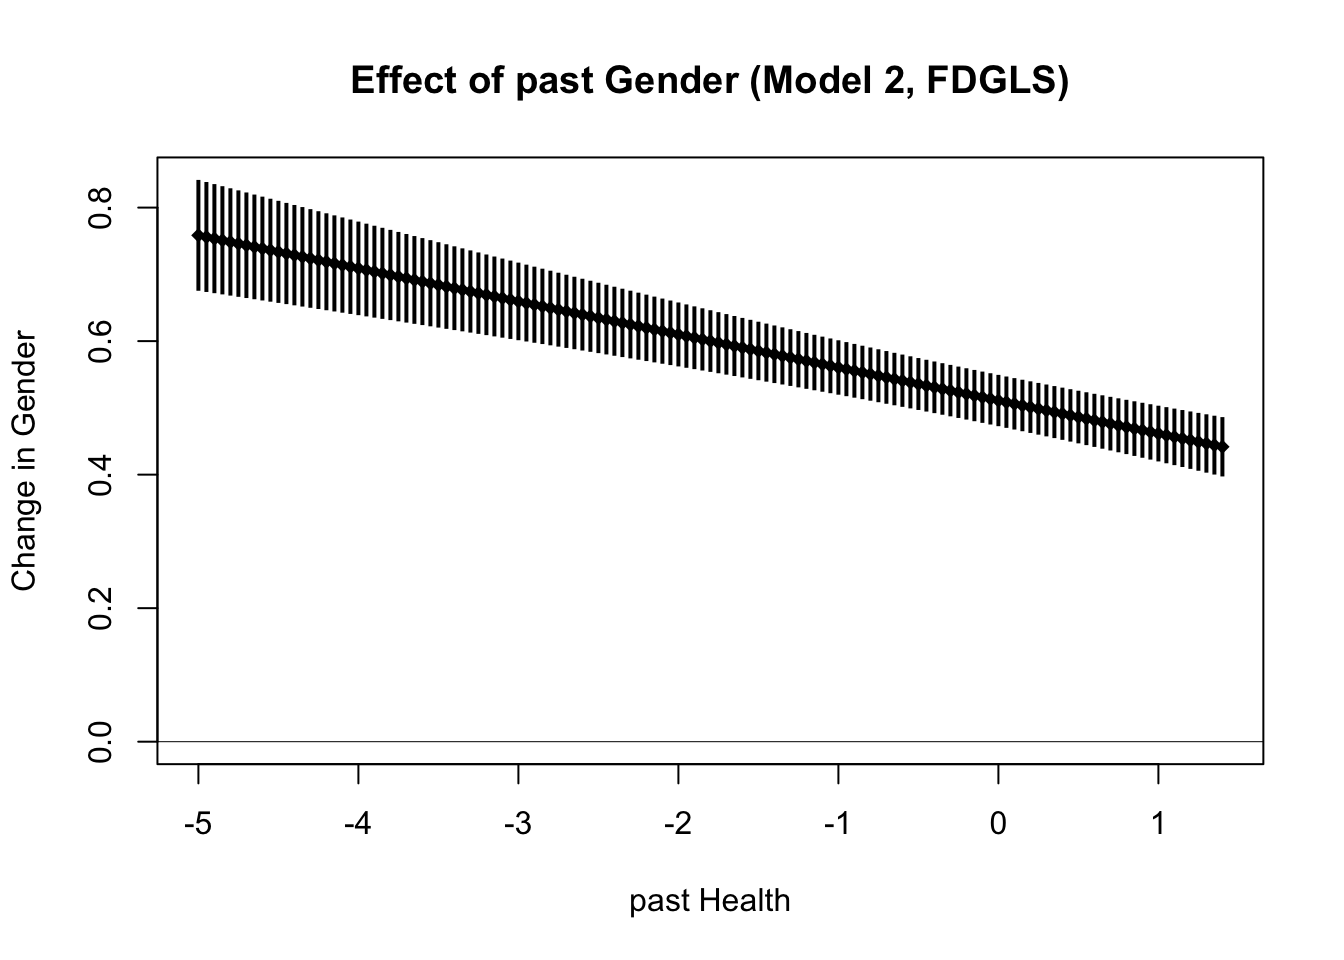 Effect of past Gender (Model 2, FDGLS)
Change in Gender
0.8
0.6
0.4
0.2
0.0
-5 -4 -3 -2 -1 0 1
past Health